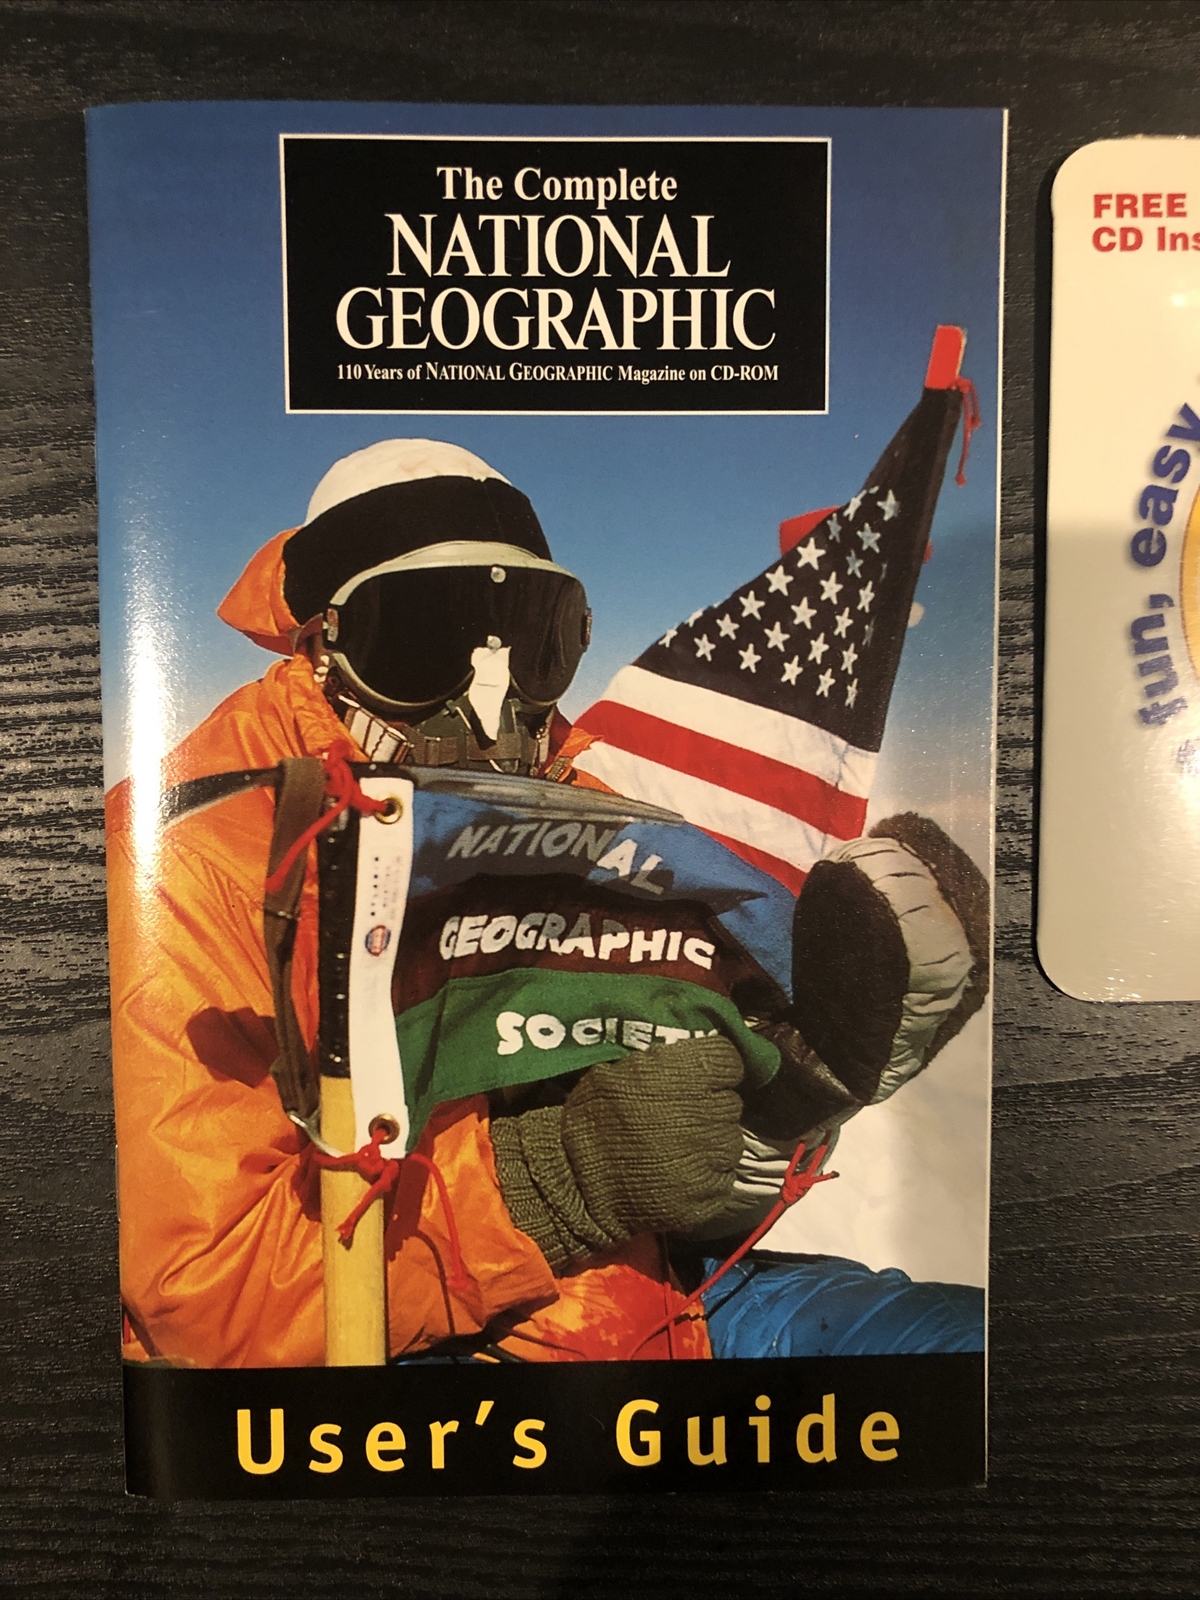 The Complete
NATIONAL
GEOGRAPHIC
110 Years of NATIONAL GEOGRAPHIC Magazine on CD-ROM
NATIONAL
GEOGRAPHIC
SOCIETY
User's Guide
FREE
CD Ins
fun, easy